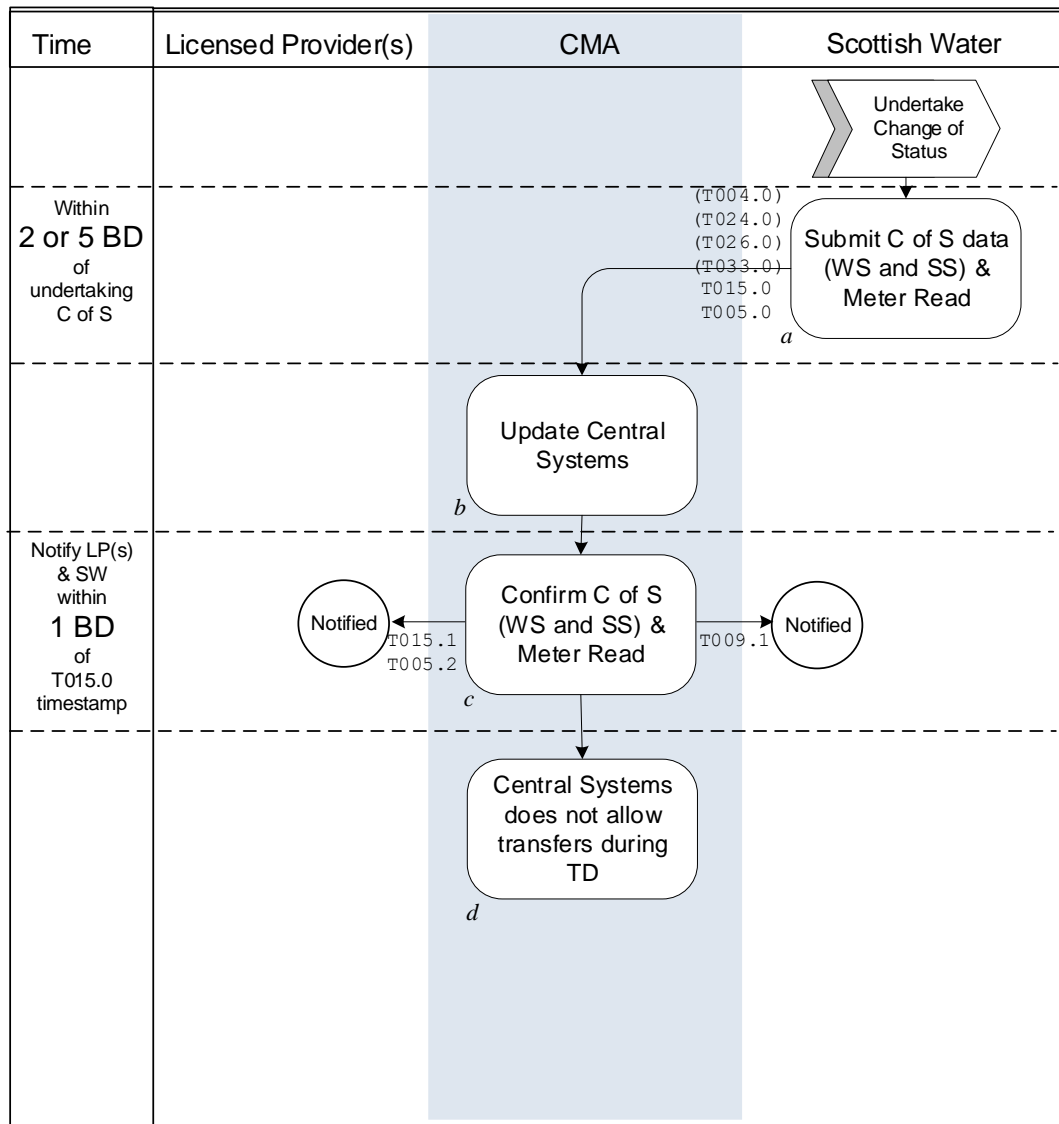 Time
Licensed Provider(s)
CMA
Scottish Water
Undertake
Change of
Status
Within
2 or 5 BD
of
undertaking
C of S
(T004.0)
(T024.0)
(T026.0)
(T033.0)
T015.0
T005.0
Submit C of S data
(WS and SS) &
Meter Read
a
Update Central
Systems
b
Notify LP(s)
& SW
within
1 BD
of
T015.0
timestamp
Notified
T015.1
T005.2
Confirm C of S
(WS and SS) &
Meter Read
c
T009.1
Notified
Central Systems
does not allow
transfers during
TD
d